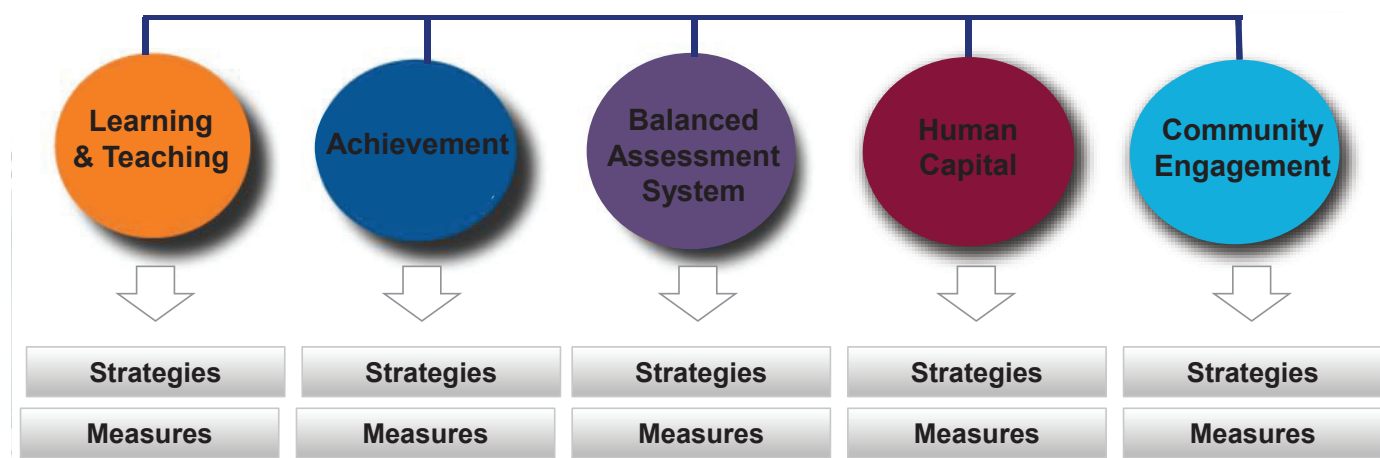 Learning
& Teaching
Achievement
Balanced
Assessment
System
Human
Capital
Community
Engagement
Strategies
Strategies
Strategies
Strategies
Strategies
Measures
Measures
Measures
Measures
Measures